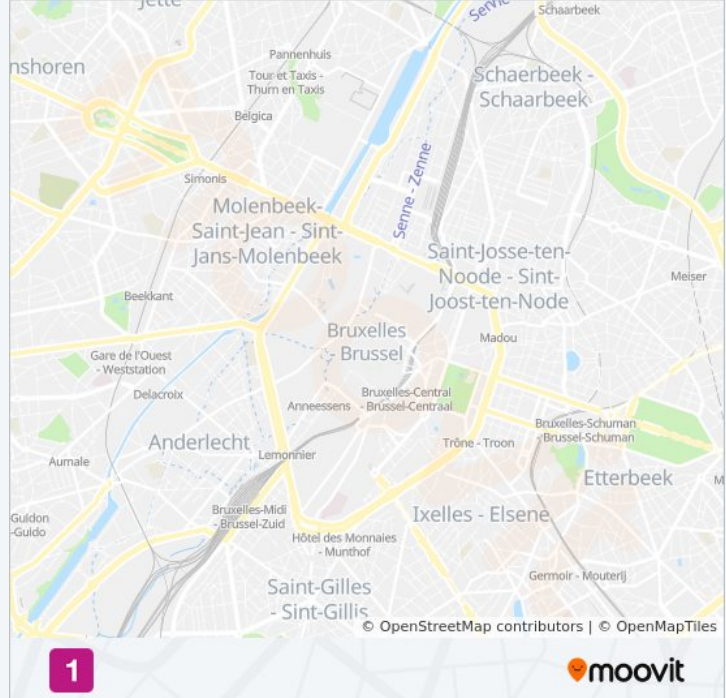 Jette
Servi
Schaarbeek
Pannenhuis
nshoren
Tour et Taxis -
Thurn en Taxis
Schaerbeek -
Schaarbeek
Belgica
Senne - Zenne
Simonis
Molenbeek-
Saint-Jean - Sint-
Jans-Molenbeek
Saint-Josse-ten-
Noode - Sint-
Joost-ten-Node
Meiser
Beekkant
Bruxelles
- Brussel
Madou
Gare de l'Ouest
- Weststation
Delacroix
Bruxelles-Central
- Brussel-Centraal
Anneessens
Bruxelles-Schuman
- Brussel-Schuman
Anderlecht
Trône - Troon
Lemonnier
Aumale
Etterbeek
M
Bruxelles-Midi
- Brussel-Zuid
Ixelles - Elsene
Guidon
-Guido
Hôtel des Monnaies
- Munthof
Germoir - Mouterij
Saint-Gilles
- Sint-Gillis
© OpenStreetMap contributors | © OpenMapTiles
1
moovit